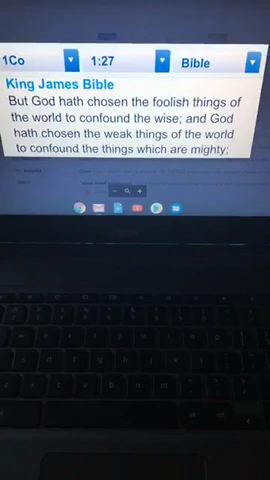 1Co 1:27 Bible
King James Bible
But God hath chosen the foolish things of
the world to confound the wise; and God
hath chosen the weak things of the world
to confound the things which are mighty;